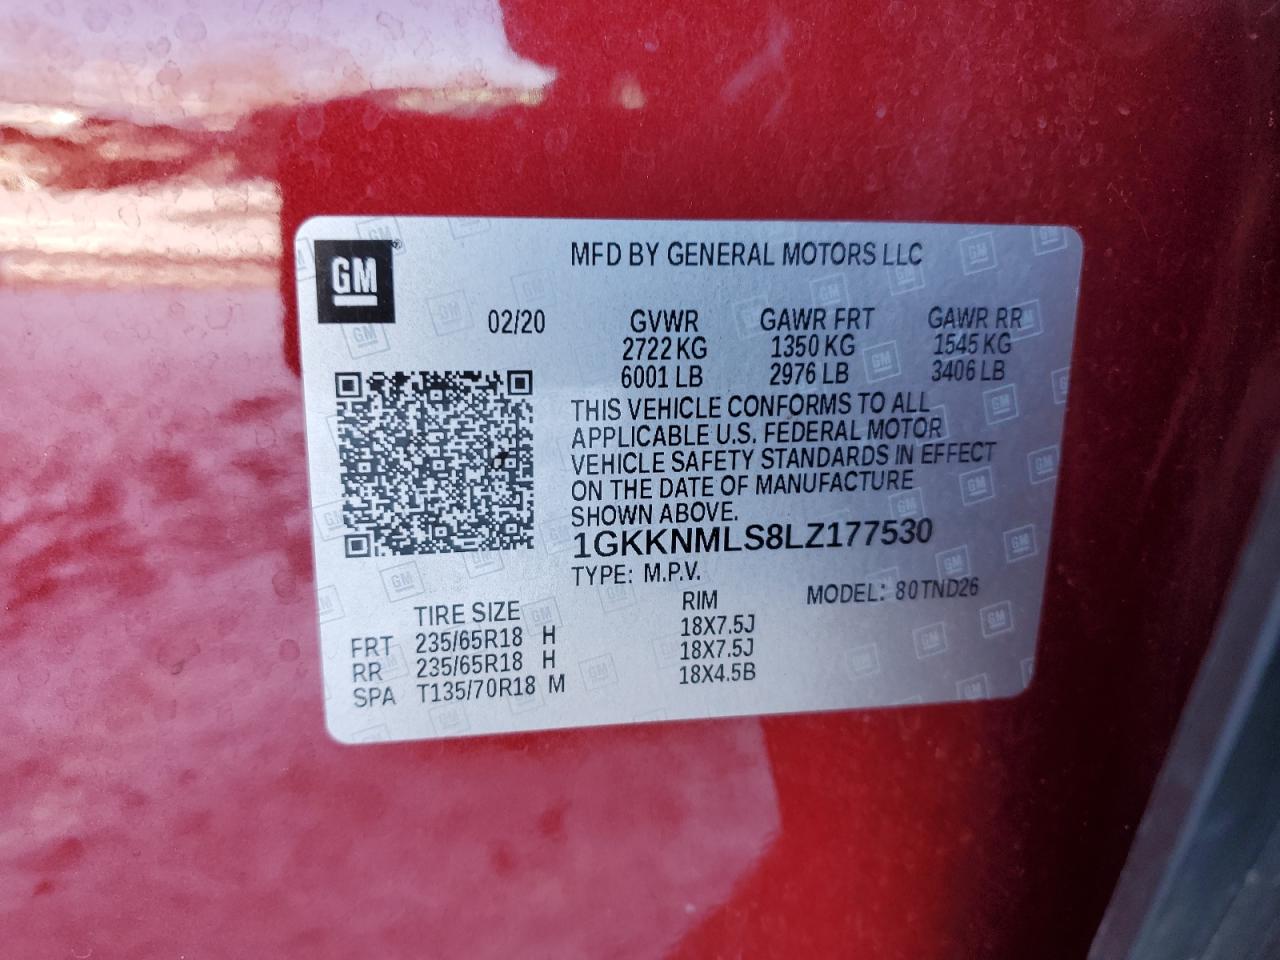 GM®
MFD BY GENERAL MOTORS LLC
02/20 GVWR GAWR FRT GAWR RR
2722 KG 1350 KG 1545 KG
6001 LB 2976 LB 3406 LB
THIS VEHICLE CONFORMS TO ALL
APPLICABLE U.S. FEDERAL MOTOR
VEHICLE SAFETY STANDARDS IN EFFECT
ON THE DATE OF MANUFACTURE
SHOWN ABOVE.
1GKKNMLS8LZ177530
TYPE: M.P.V. MODEL: 80TND26
TIRE SIZE RIM
FRT 235/65R18 H 18X7.5J
RR 235/65R18 H 18X7.5J
SPA T135/70R18 M 18X4.5B